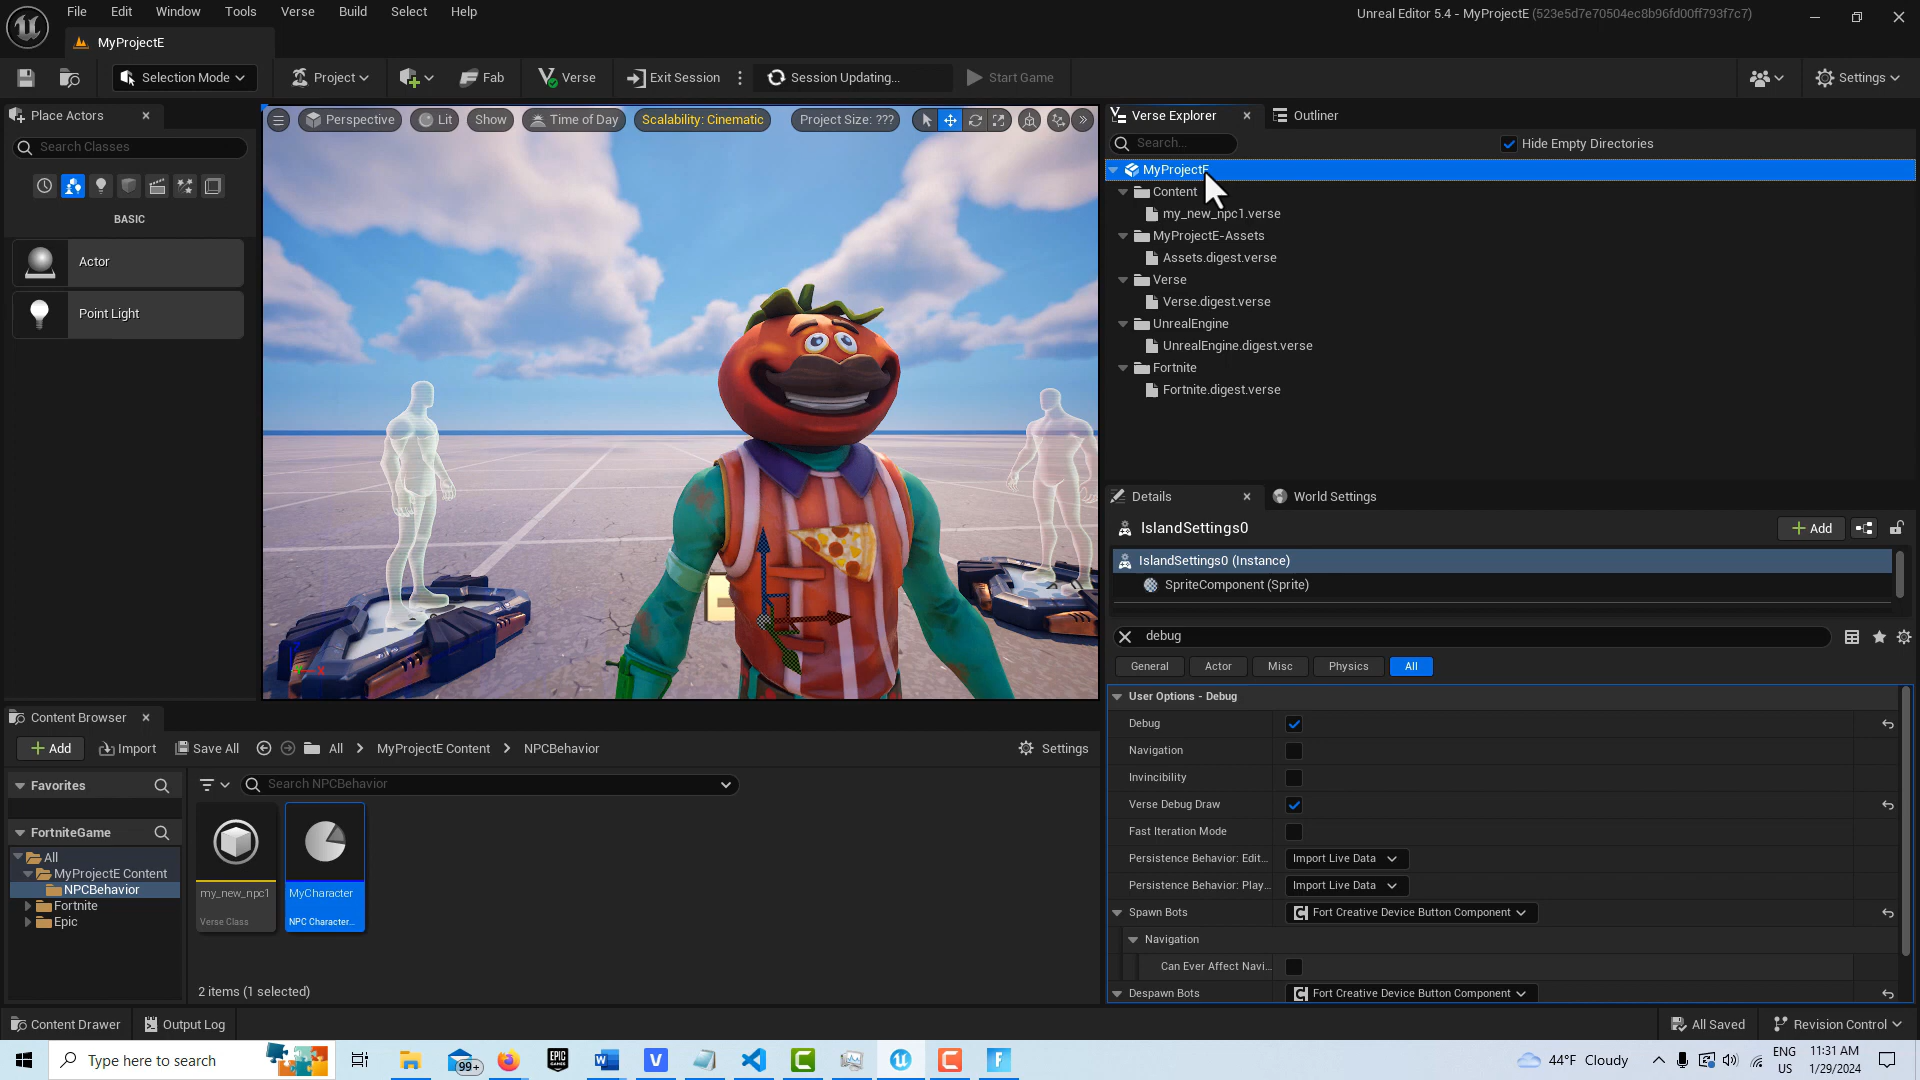 File Edit Window Tools Verse Build Select Help
Unreal Editor 5.4 - MyProjectE (523e5d7e70504ec8b96fd00ff793f7c7)
MyProjectE
Selection Mode
Project
Fab
Verse
Exit Session
Session Updating...
Start Game
Settings
Place Actors
Search Classes
BASIC
Actor
Point Light
Perspective
Lit
Show
Time of Day
Scalability: Cinematic
Project Size: ???
Verse Explorer
Outliner
Search...
Hide Empty Directories
MyProjectE
Content
my_new_npc1.verse
MyProjectE-Assets
Assets.digest.verse
Verse
Verse.digest.verse
UnrealEngine
UnrealEngine.digest.verse
Fortnite
Fortnite.digest.verse
Details
World Settings
IslandSettings0
Add
IslandSettings0 (Instance)
SpriteComponent (Sprite)
debug
General
Actor
Misc
Physics
All
User Options - Debug
Debug
Navigation
Invincibility
Verse Debug Draw
Fast Iteration Mode
Persistence Behavior: Edit... Import Live Data
Persistence Behavior: Play... Import Live Data
Spawn Bots Fort Creative Device Button Component
Navigation
Can Ever Affect Navi...
Despawn Bots Fort Creative Device Button Component
Content Browser
Add
Import
Save All
All
MyProjectE Content
NPCBehavior
Settings
Favorites
Search NPCBehavior
FortniteGame
All
MyProjectE Content
NPCBehavior
Fortnite
Epic
my_new_npc1
Verse Class
MyCharacter
NPC Character...
2 items (1 selected)
Content Drawer
Output Log
All Saved
Revision Control
Type here to search
99+
EPIC GAMES
44°F Cloudy
ENG
US
11:31 AM
1/29/2024